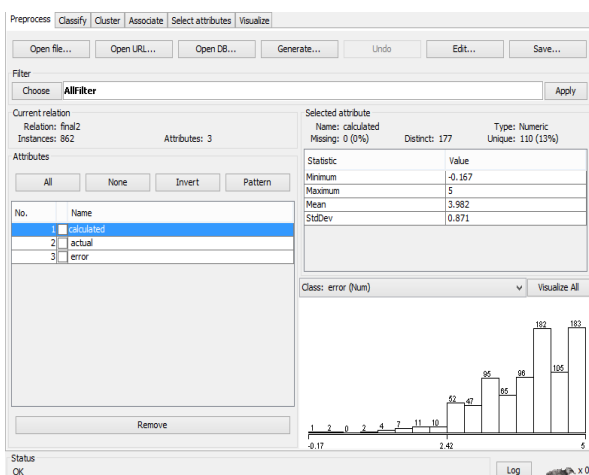 Preprocess Classify Cluster Associate Select attributes Visualize
Open file... Open URL... Open DB... Generate... Undo Edit... Save...
Filter
Choose AllFilter Apply
Current relation
Relation: final2
Instances: 862 Attributes: 3
Selected attribute
Name: calculated Type: Numeric
Missing: 0 (0%) Distinct: 177 Unique: 110 (13%)
Attributes
All None Invert Pattern
No. Name
1 calculated
2 actual
3 error
Remove
Statistic Value
Minimum -0.167
Maximum 5
Mean 3.982
StdDev 0.871
Class: error (Num) Visualize All
1 2 0 2 4 7 11 10 52 47 95 65 96 182 105 183
-0.17 2.42 5
Status
OK Log x 0